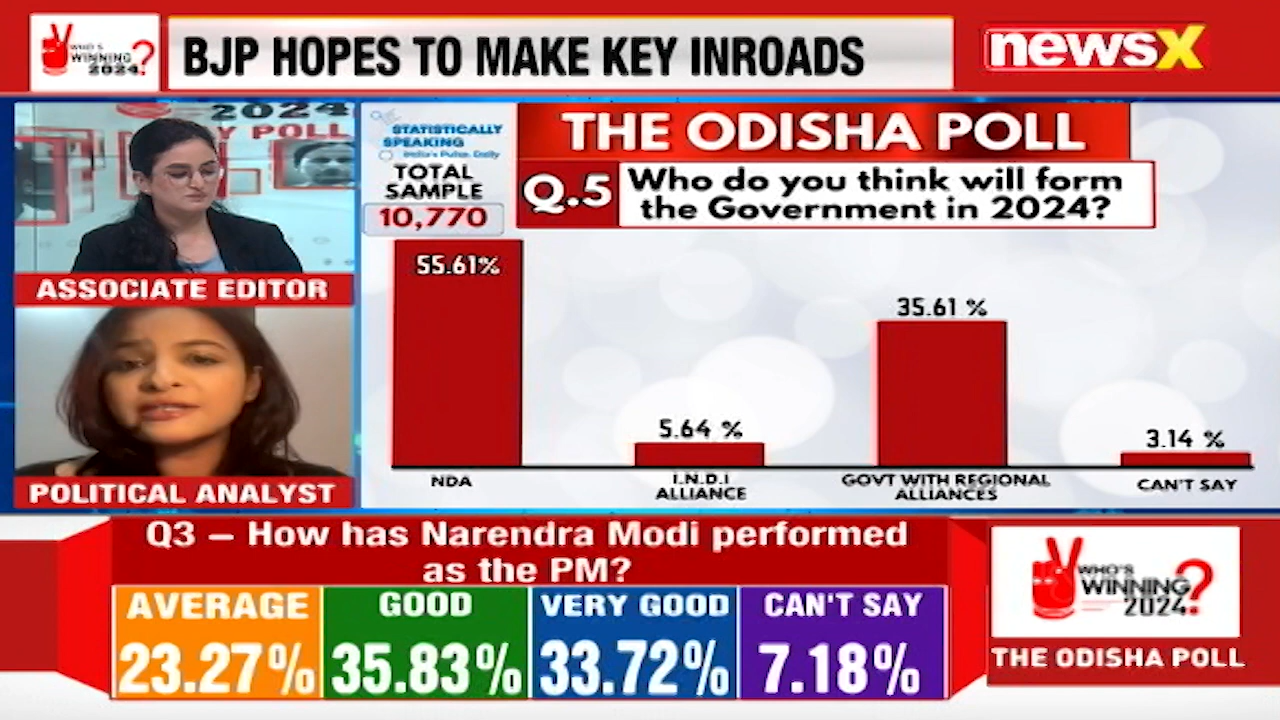 WHO'S
WINNING
2024?
BJP HOPES TO MAKE KEY INROADS
newsX
2024
Y POLL
ASSOCIATE EDITOR
POLITICAL ANALYST
STATISTICALLY
SPEAKING
India's Pulse, Daily
TOTAL
SAMPLE
10,770
THE ODISHA POLL
Q.5
Who do you think will form
the Government in 2024?
55.61%
5.64 %
35.61 %
3.14 %
NDA
I.N.D.I
ALLIANCE
GOVT WITH REGIONAL
ALLIANCES
CAN'T SAY
Q3 – How has Narendra Modi performed
as the PM?
AVERAGE
GOOD
VERY GOOD
CAN'T SAY
23.27%
35.83%
33.72%
7.18%
WHO'S
WINNING
2024?
THE ODISHA POLL